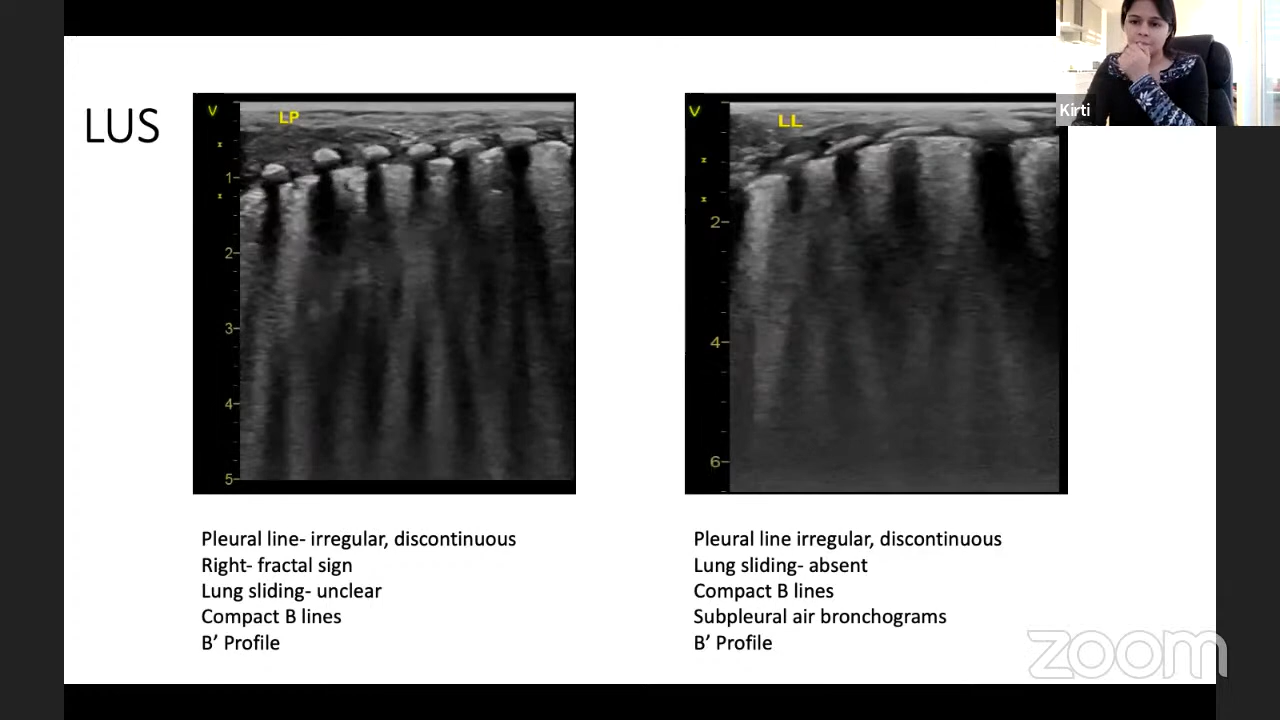 LUS
V
LP
1
2
3
4
5
V
LL
2
4
6
Kirti
Pleural line- irregular, discontinuous
Right- fractal sign
Lung sliding- unclear
Compact B lines
B’ Profile
Pleural line irregular, discontinuous
Lung sliding- absent
Compact B lines
Subpleural air bronchograms
B’ Profile
zoom